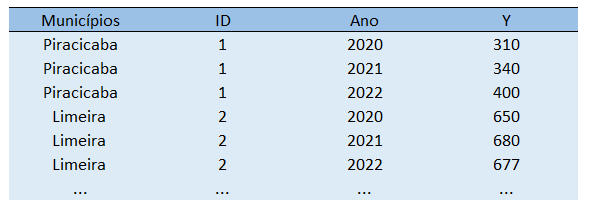 Municípios ID Ano Y
Piracicaba 1 2020 310
Piracicaba 1 2021 340
Piracicaba 1 2022 400
Limeira 2 2020 650
Limeira 2 2021 680
Limeira 2 2022 677
... ... ... ...